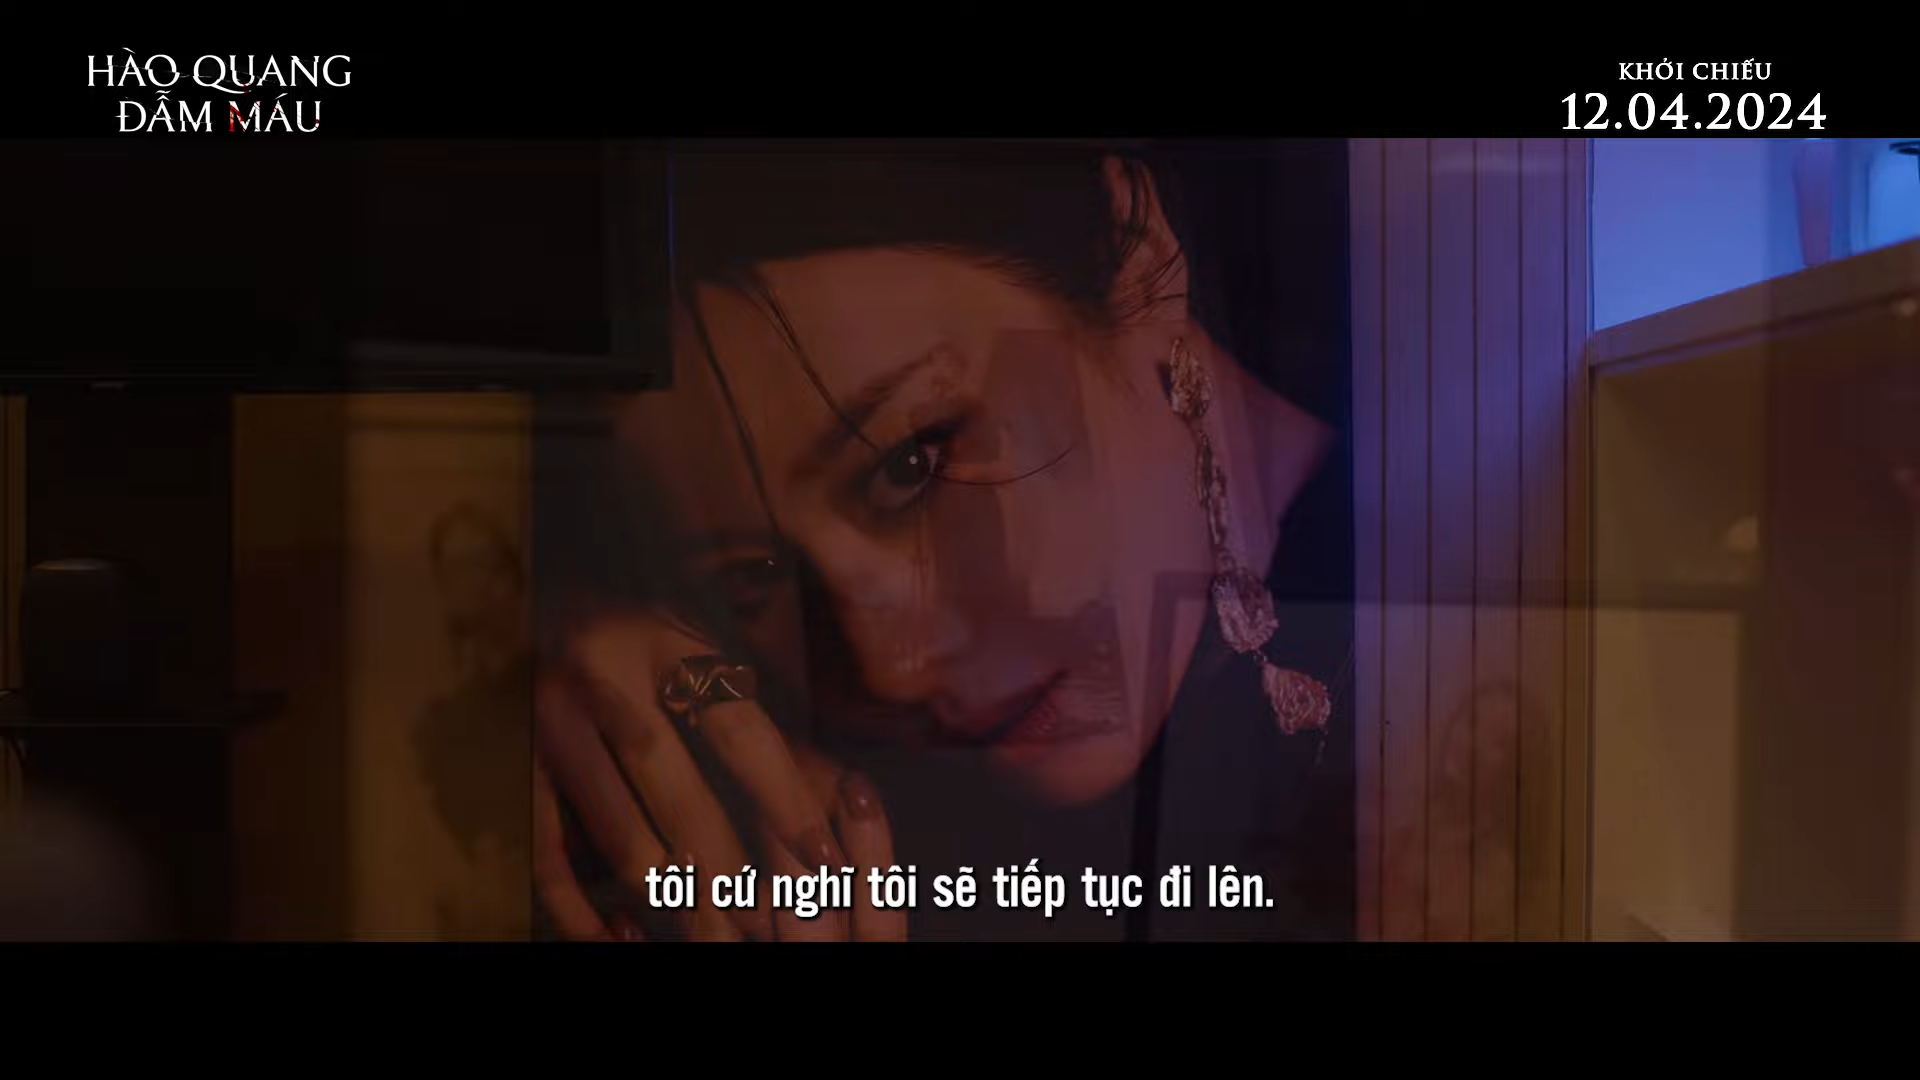 HÀO QUANG
ĐẪM MÁU
KHỞI CHIẾU
12.04.2024
tôi cứ nghĩ tôi sẽ tiếp tục đi lên.